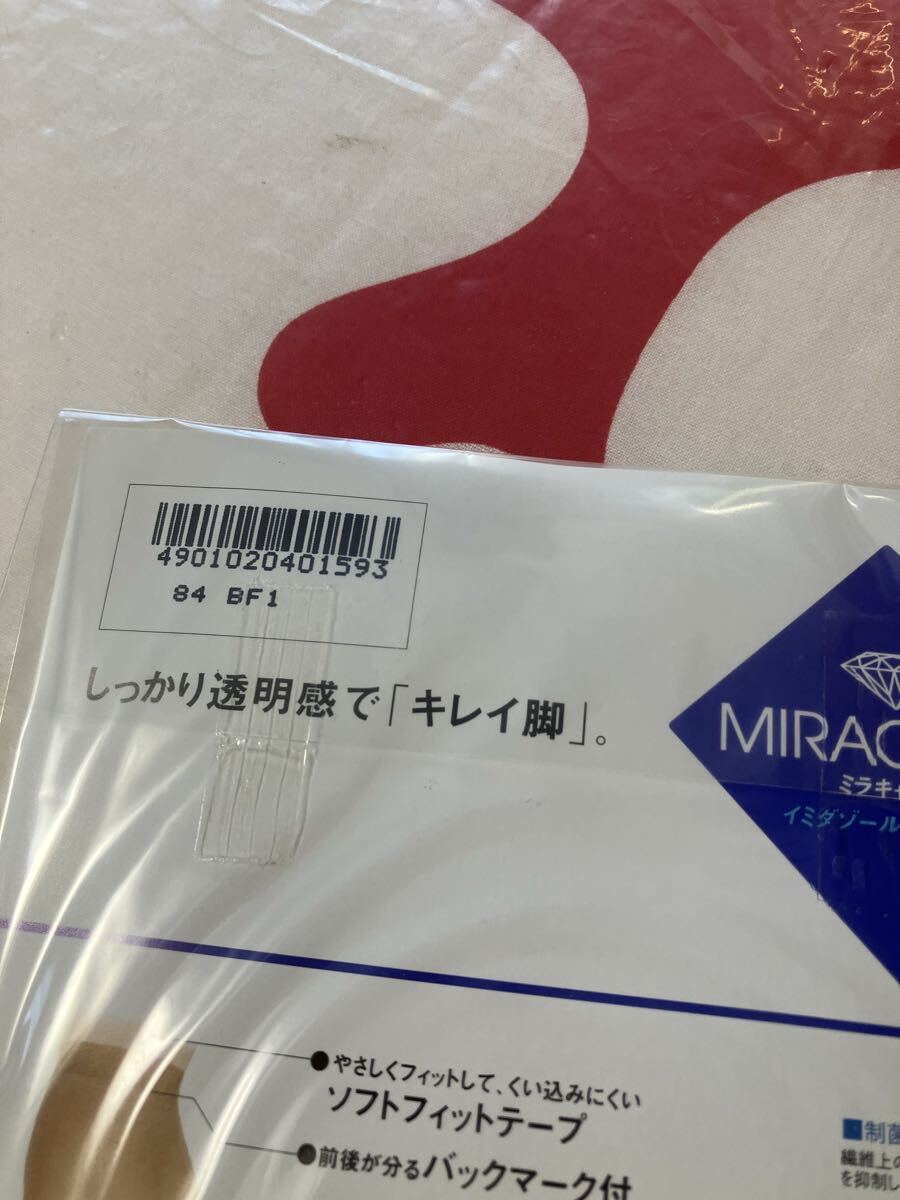 4901020401593
84 BF1
しっかり透明感で「キレイ脚」。
MIRAC
ミラキャ
イミダゾール
●やさしくフィットして、くい込みにくい
ソフトフィットテープ
●前後が分るバックマーク付
■制菌
繊維上の
を抑制し